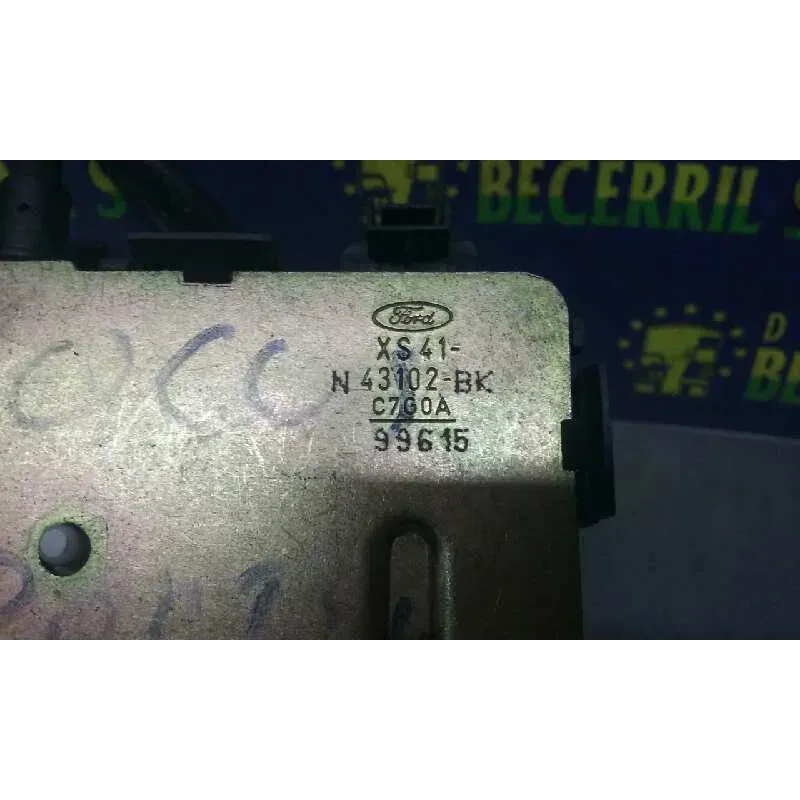 BECERRIL S
D
BE
Ford
XS41-
N 43102-BK
C7G0A
99615